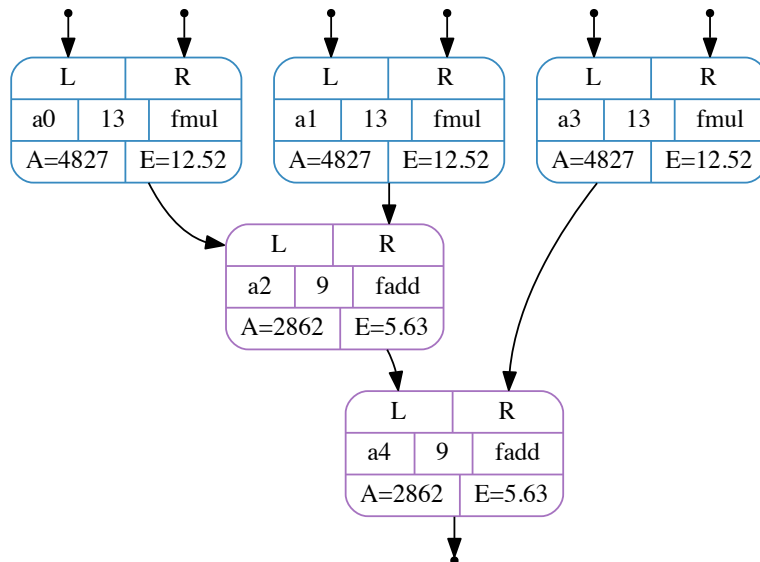 L R L R L R
a0 13 fmul a1 13 fmul a3 13 fmul
A=4827 E=12.52 A=4827 E=12.52 A=4827 E=12.52
L R
a2 9 fadd
A=2862 E=5.63
L R
a4 9 fadd
A=2862 E=5.63